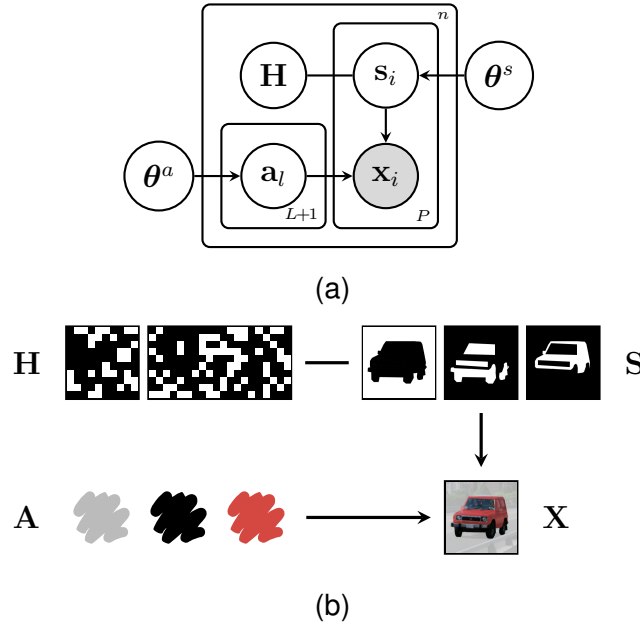 n
H s_i θ^s
θ^a a_l x_i
L+1 P
(a)
H S
A X
(b)